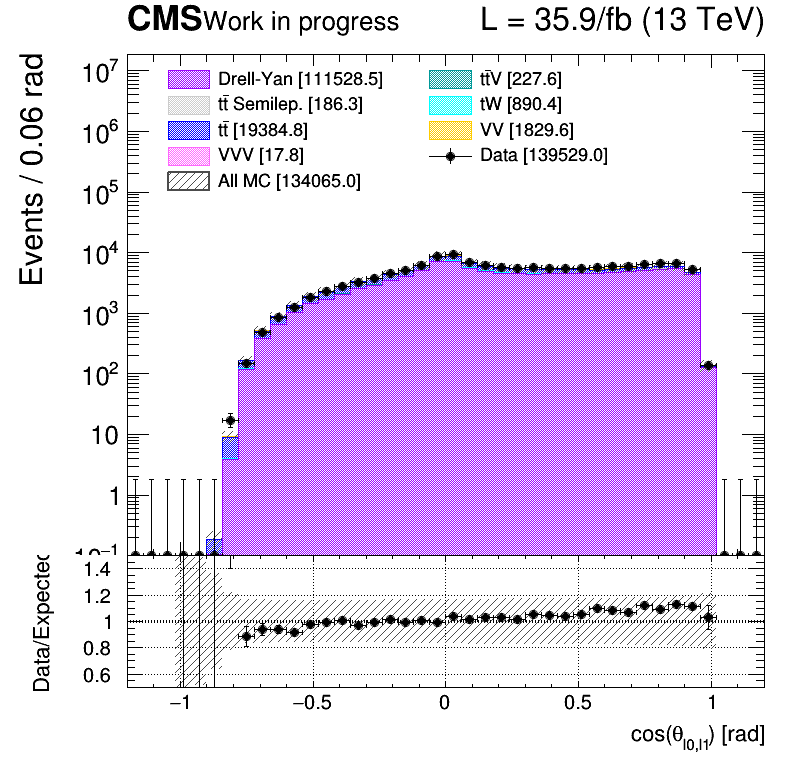 CMS Work in progress L = 35.9/fb (13 TeV)
Events / 0.06 rad
10⁷
10⁶
10⁵
10⁴
10³
10²
10
1
Drell-Yan [111528.5]
tt̄ Semilep. [186.3]
tt̄ [19384.8]
VVV [17.8]
All MC [134065.0]
tt̄V [227.6]
tW [890.4]
VV [1829.6]
Data [139529.0]
Data/Expected
1.4
1.2
1
0.8
0.6
−1 −0.5 0 0.5 1
cos(θl0,l1) [rad]